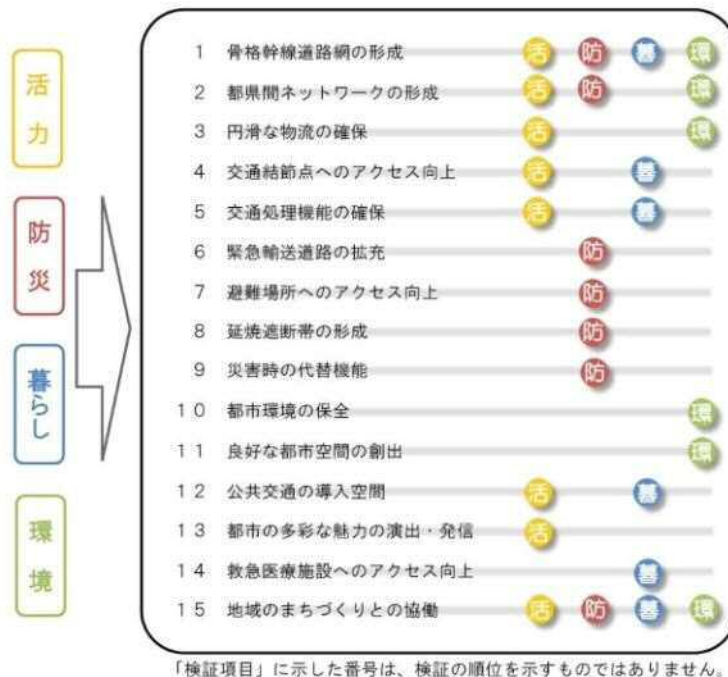 活力
防災
暮らし
環境
1 骨格幹線道路網の形成 活 防 暮 環
2 都県間ネットワークの形成 活 防 環
3 円滑な物流の確保 活 環
4 交通結節点へのアクセス向上 活 暮
5 交通処理機能の確保 活 暮
6 緊急輸送道路の拡充 防
7 避難場所へのアクセス向上 防
8 延焼遮断帯の形成 防
9 災害時の代替機能 防
10 都市環境の保全 環
11 良好な都市空間の創出 環
12 公共交通の導入空間 活 暮
13 都市の多彩な魅力の演出・発信 活
14 救急医療施設へのアクセス向上 暮
15 地域のまちづくりとの協働 活 防 暮 環
「検証項目」に示した番号は、検証の順位を示すものではありません。